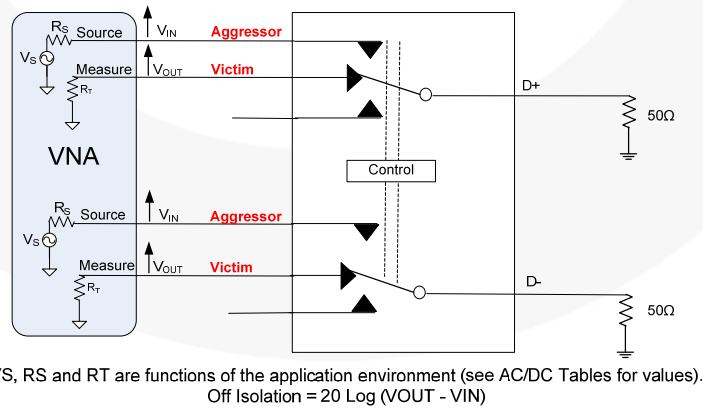 RS Source VIN Aggressor
VS
Measure VOUT Victim
RT
D+
50Ω
VNA
Control
RS Source VIN Aggressor
VS
Measure VOUT Victim
RT
D-
50Ω
VS, RS and RT are functions of the application environment (see AC/DC Tables for values).
Off Isolation = 20 Log (VOUT - VIN)